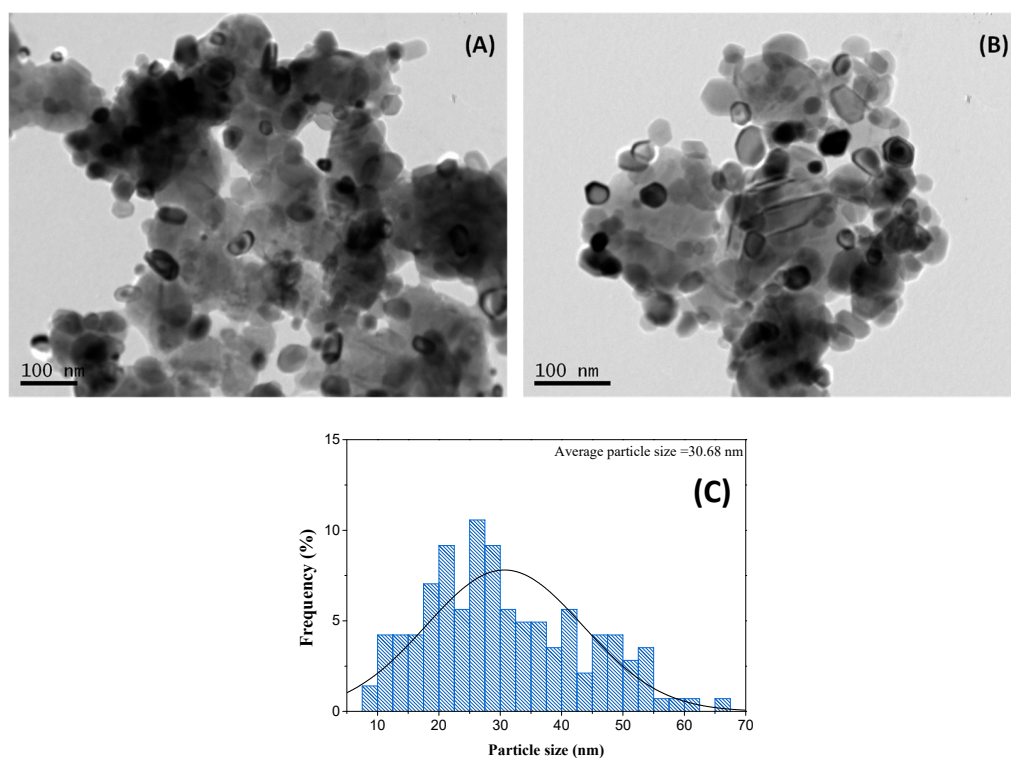 (A)
100 nm
(B)
100 nm
Average particle size =30.68 nm
(C)
Frequency (%)
15
10
5
0
10 20 30 40 50 60 70
Particle size (nm)